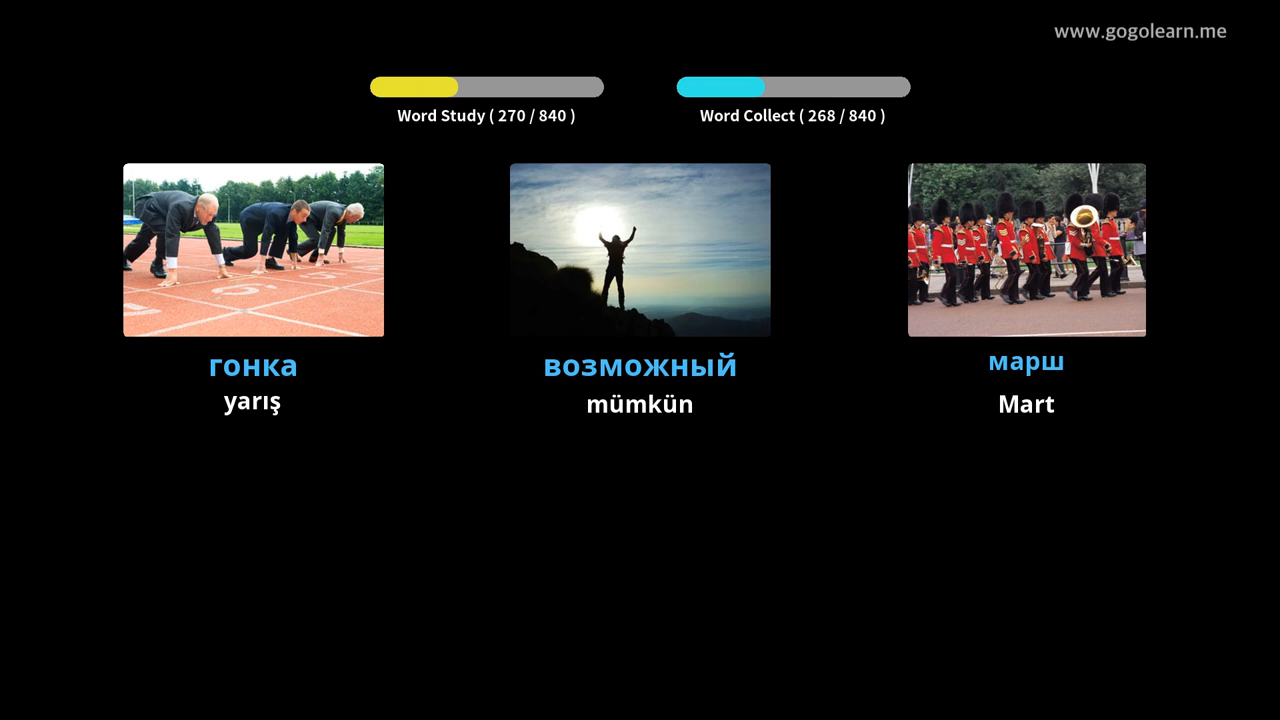 www.gogolearn.me
Word Study ( 270 / 840 )
Word Collect ( 268 / 840 )
гонка
yarış
возможный
mümkün
марш
Mart